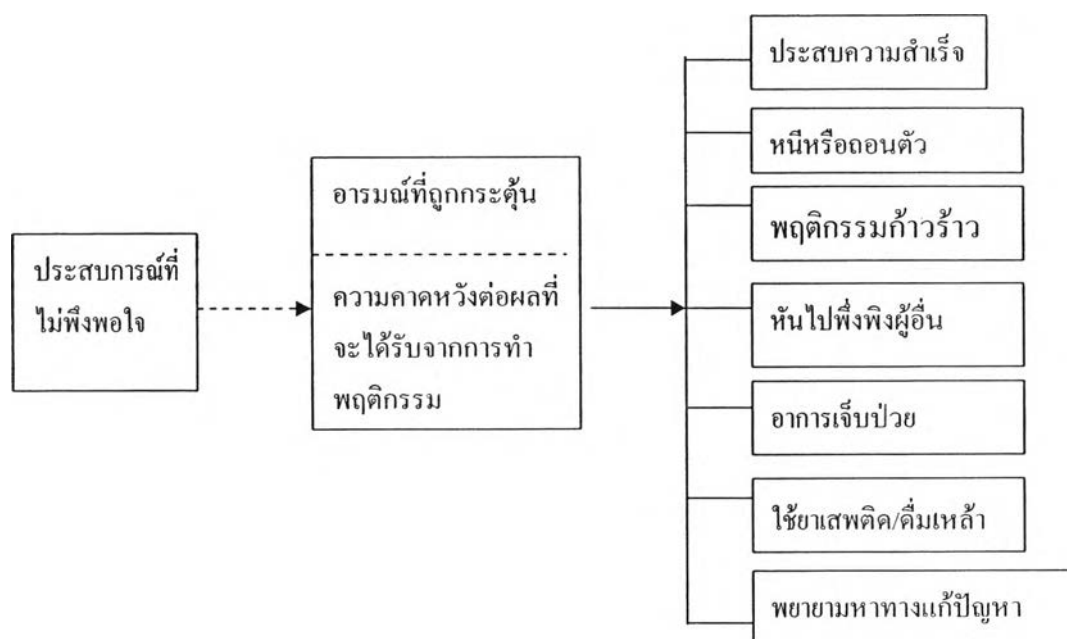 ประสบการณ์ที่
ไม่พึงพอใจ
อารมณ์ที่ถูกกระตุ้น
ความคาดหวังต่อผลที่
จะได้รับจากการทำ
พฤติกรรม
ประสบความสำเร็จ
หนีหรือถอนตัว
พฤติกรรมก้าวร้าว
หันไปพึ่งพิงผู้อื่น
อาการเจ็บป่วย
ใช้ยาเสพติด/ดื่มเหล้า
พยายามหาทางแก้ปัญหา